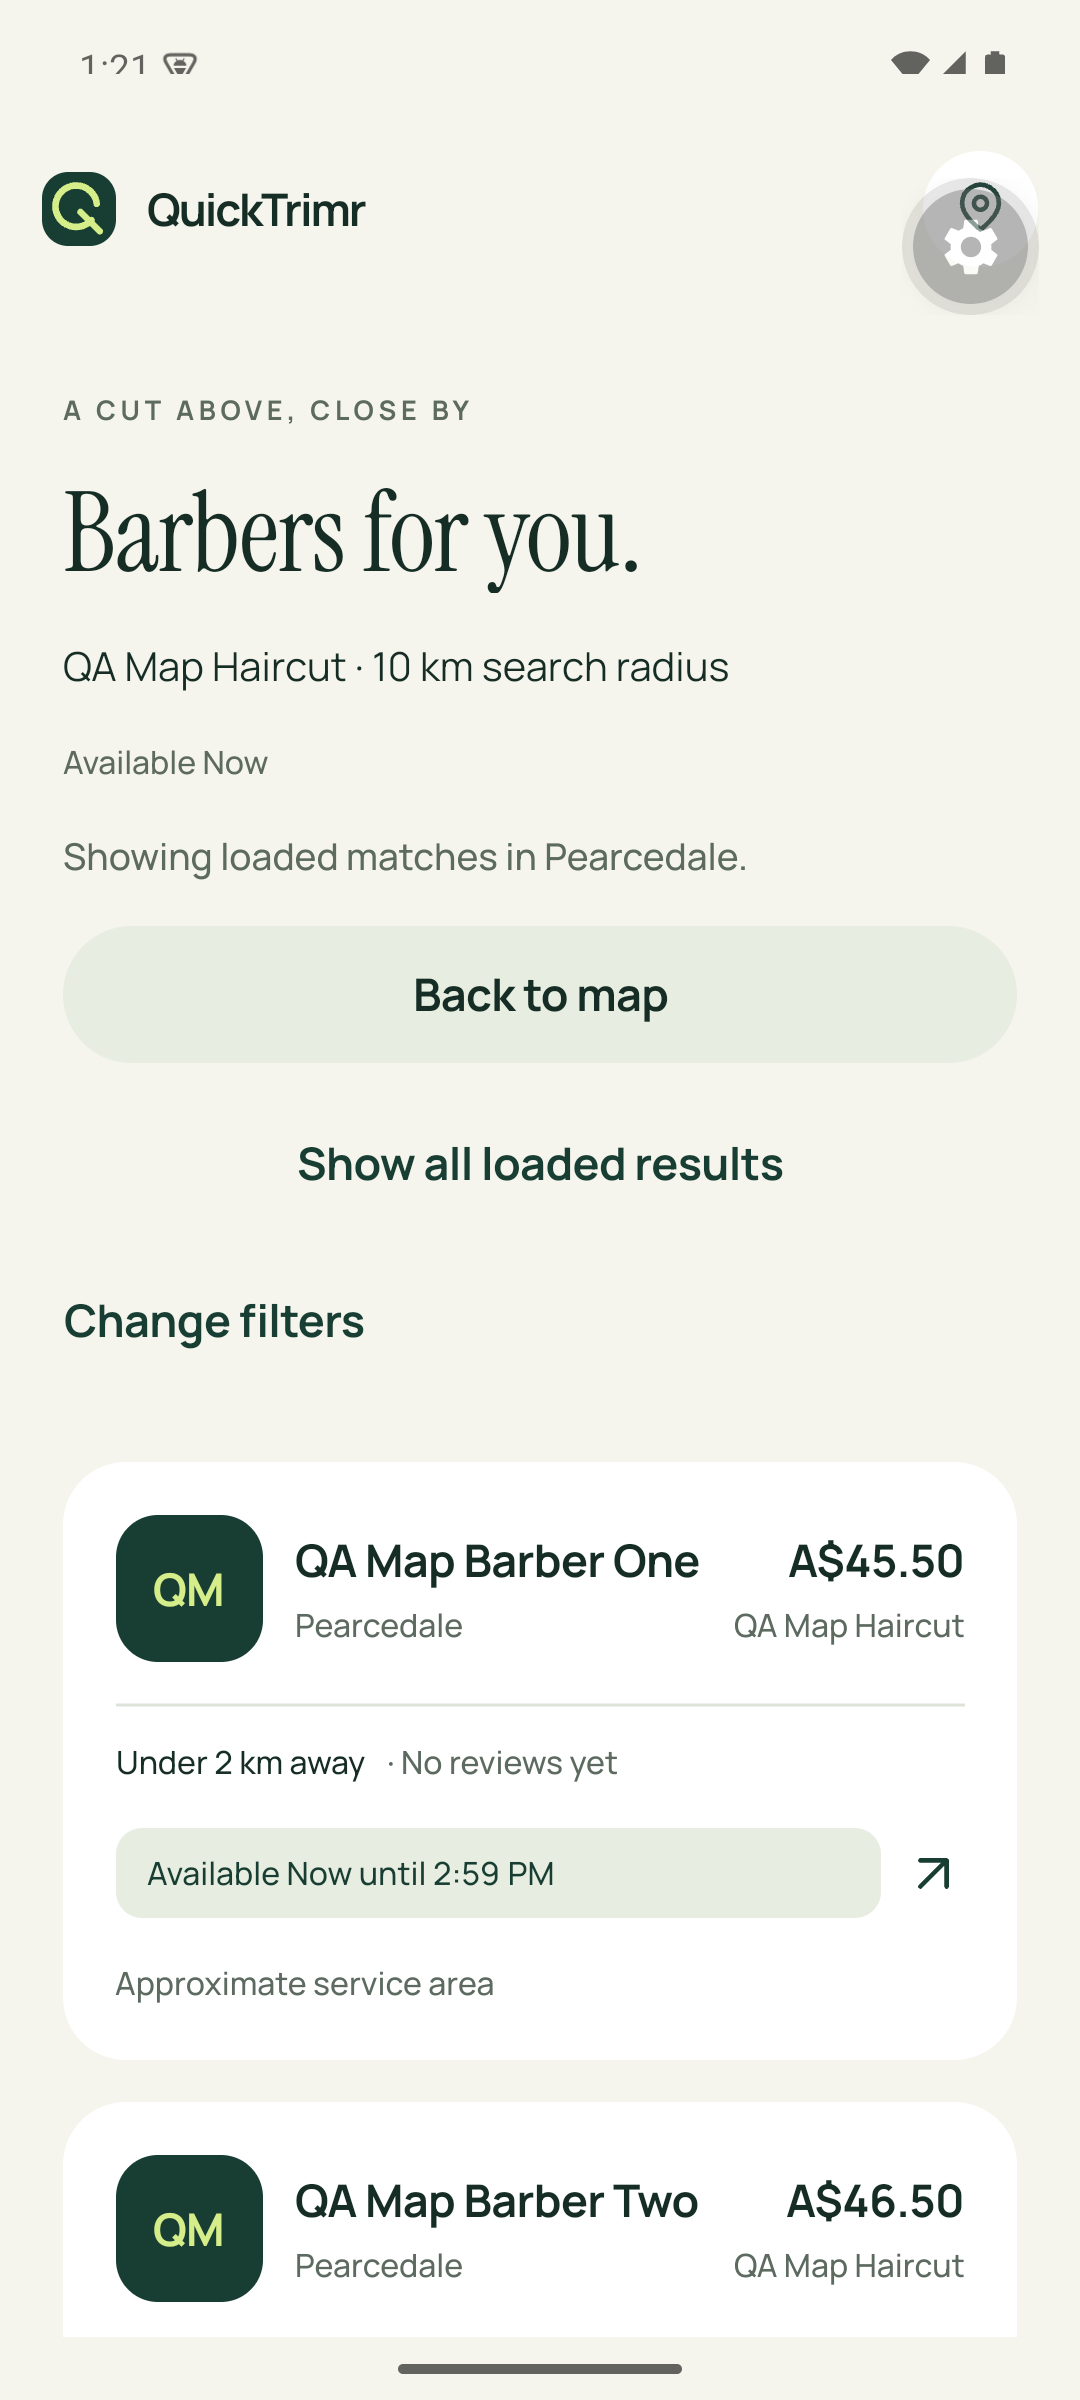 1:21
QuickTrimr
A CUT ABOVE, CLOSE BY
Barbers for you.
QA Map Haircut · 10 km search radius
Available Now
Showing loaded matches in Pearcedale.
Back to map
Show all loaded results
Change filters
QM
QA Map Barber One
A$45.50
Pearcedale
QA Map Haircut
Under 2 km away · No reviews yet
Available Now until 2:59 PM
Approximate service area
QM
QA Map Barber Two
A$46.50
Pearcedale
QA Map Haircut